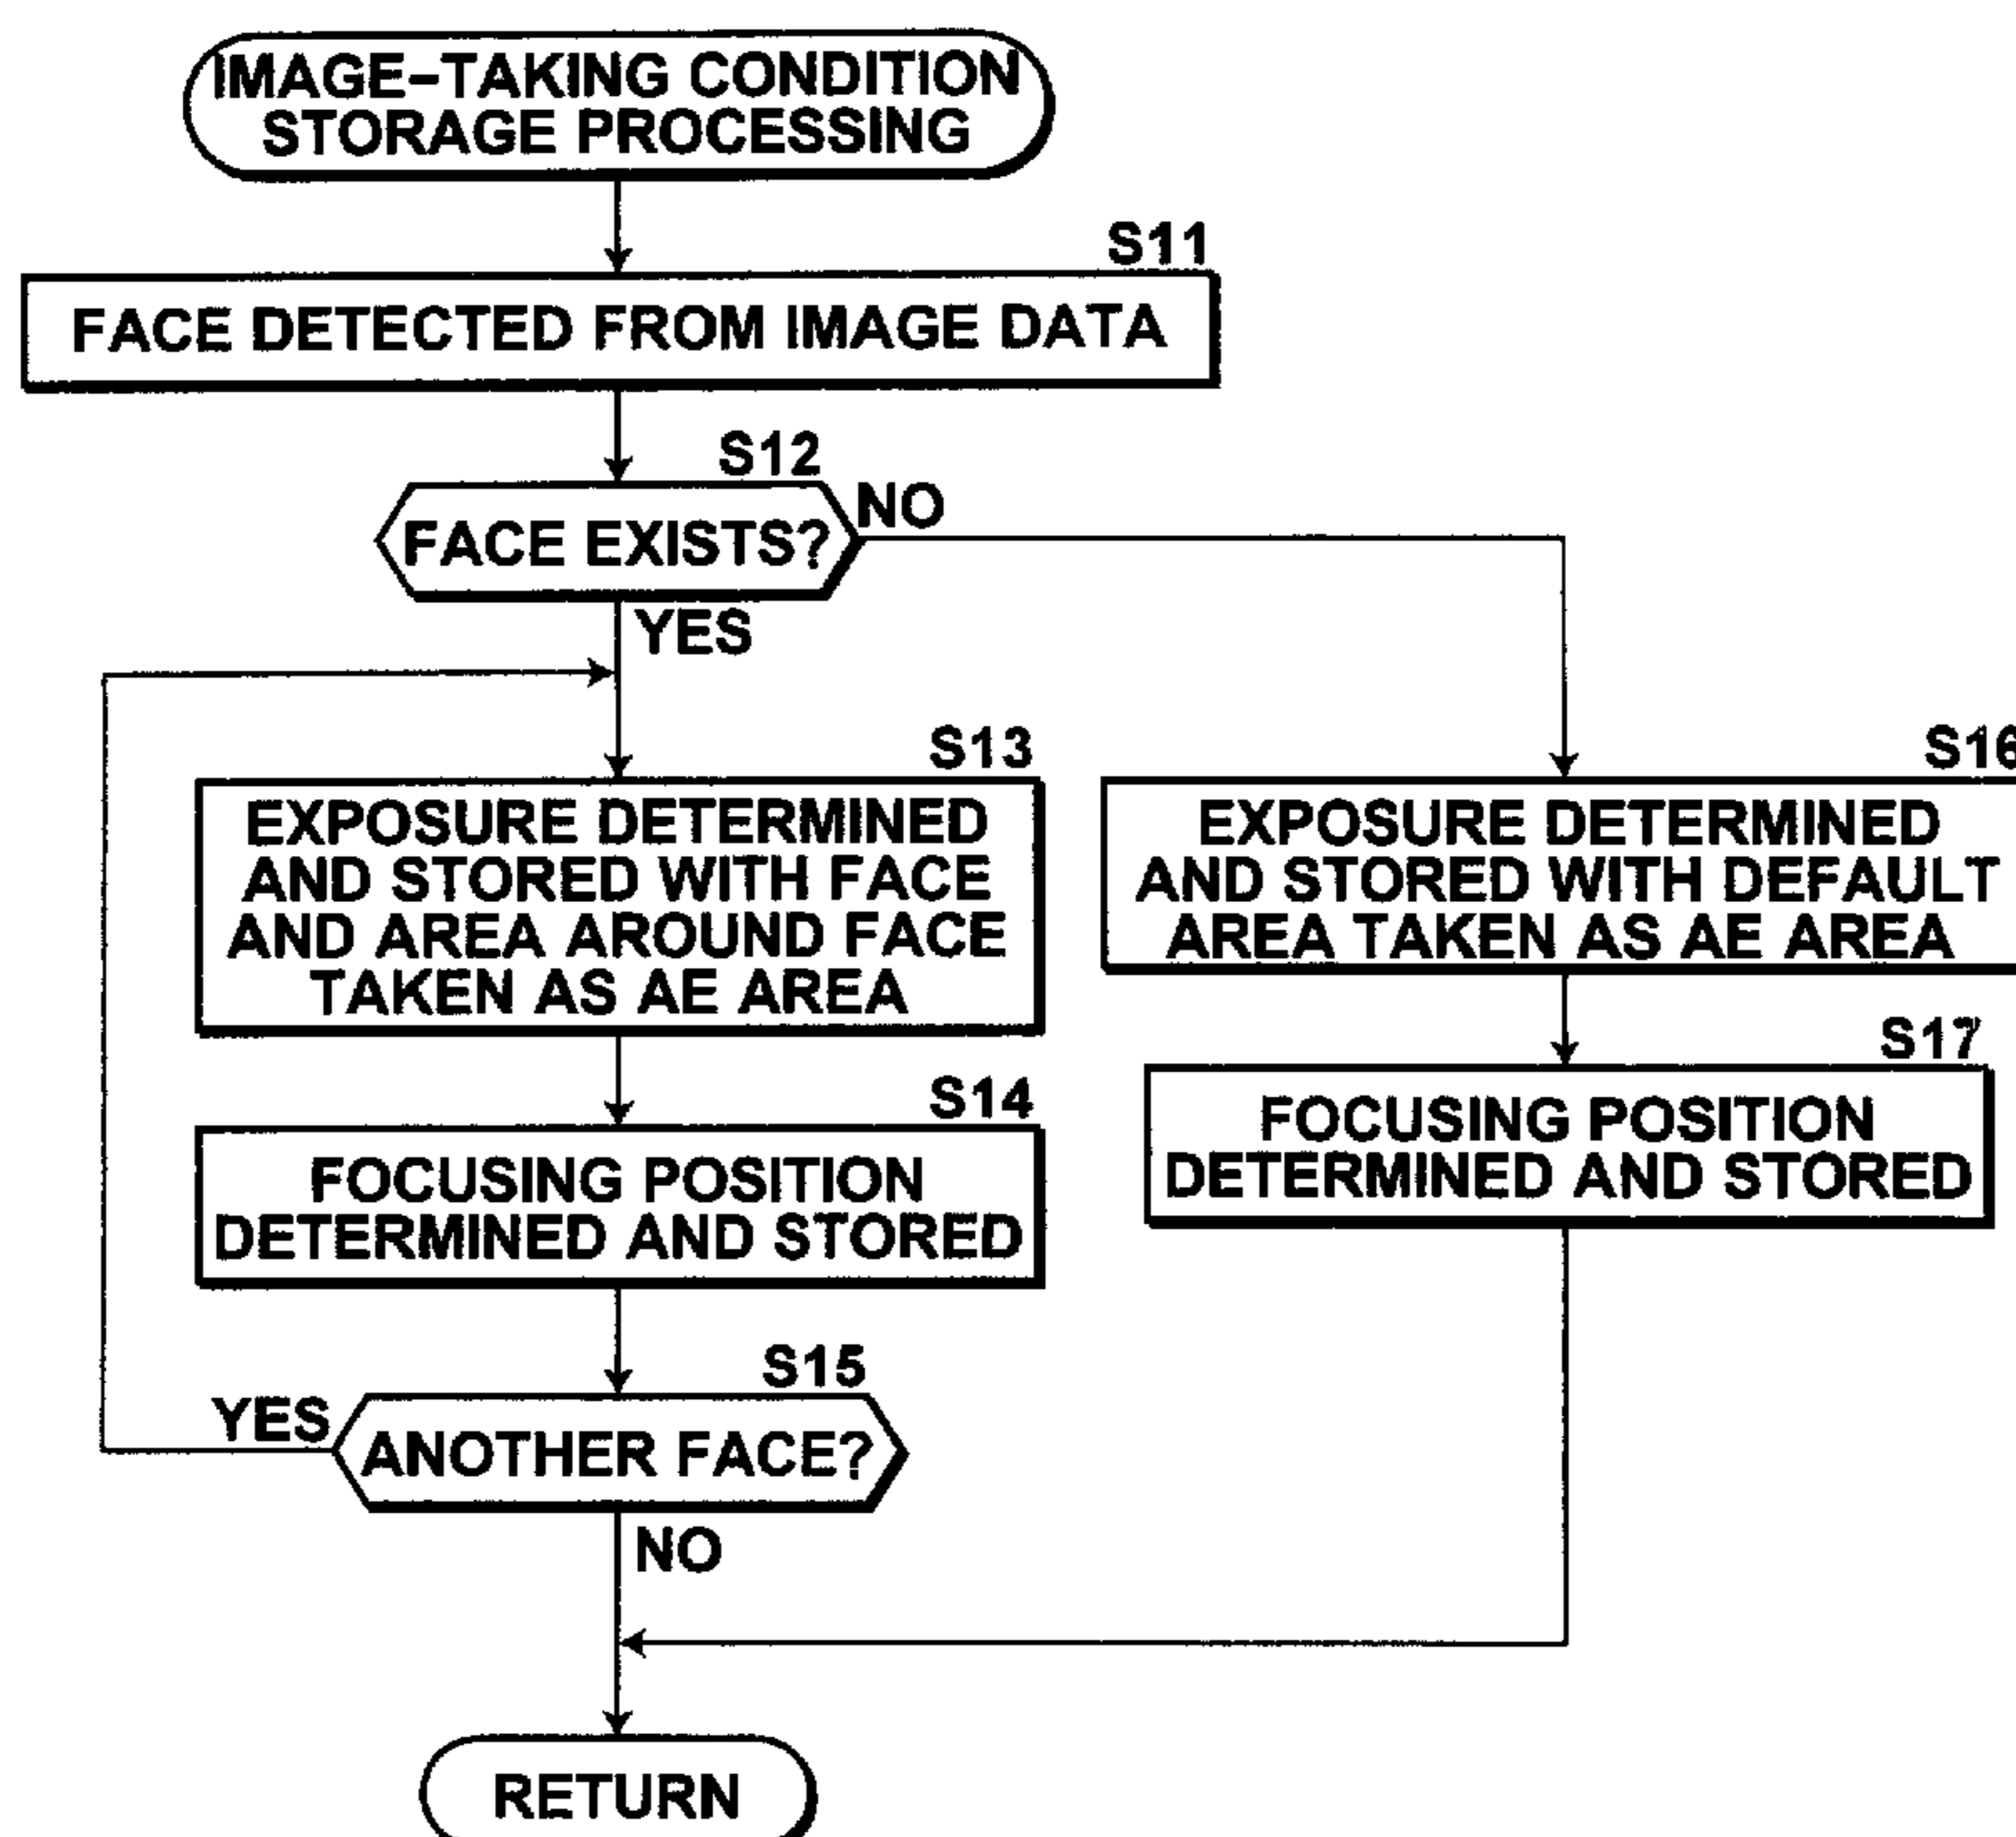 IMAGE-TAKING CONDITION
STORAGE PROCESSING
S11
FACE DETECTED FROM IMAGE DATA
S12
FACE EXISTS?
NO
YES
S13
EXPOSURE DETERMINED
AND STORED WITH FACE
AND AREA AROUND FACE
TAKEN AS AE AREA
S16
EXPOSURE DETERMINED
AND STORED WITH DEFAULT
AREA TAKEN AS AE AREA
S14
FOCUSING POSITION
DETERMINED AND STORED
S17
FOCUSING POSITION
DETERMINED AND STORED
S15
YES
ANOTHER FACE?
NO
RETURN